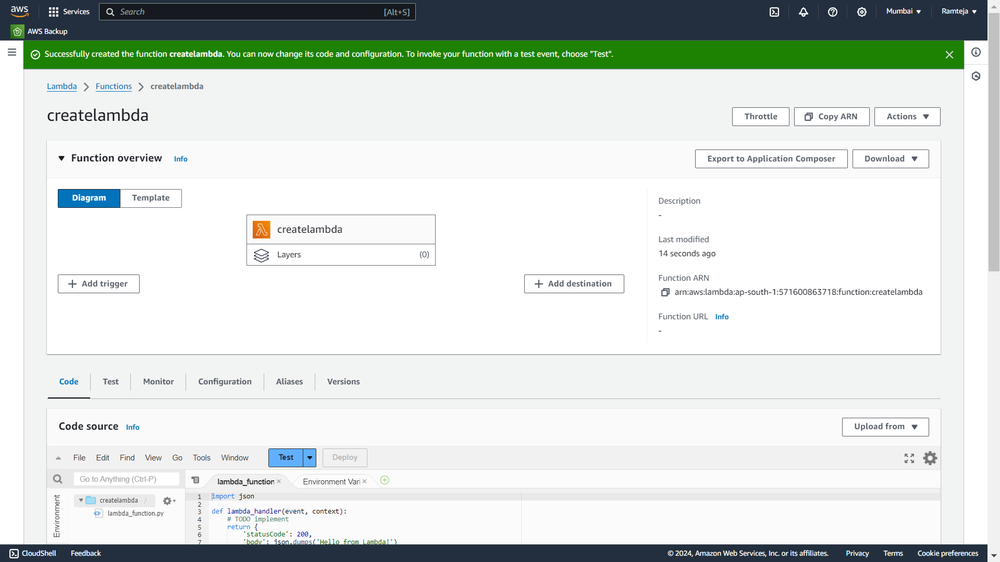 aws Services Search [Alt+S] Mumbai ▼ Ramteja ▼
AWS Backup
Successfully created the function createlambda. You can now change its code and configuration. To invoke your function with a test event, choose "Test".
Lambda > Functions > createlambda
createlambda
Throttle Copy ARN Actions ▼
▼ Function overview Info
Export to Application Composer Download ▼
Diagram Template
createlambda
Layers (0)
+ Add trigger
+ Add destination
Description
-
Last modified
14 seconds ago
Function ARN
arn:aws:lambda:ap-south-1:571600863718:function:createlambda
Function URL Info
-
Code Test Monitor Configuration Aliases Versions
Code source Info
Upload from ▼
File Edit Find View Go Tools Window Test Deploy
Go to Anything (Ctrl-P)
lambda_function × Environment Vari ×
Environment
createlambda - /
lambda_function.py
1 import json
2
3 def lambda_handler(event, context):
4 # TODO implement
5 return {
6 'statusCode': 200,
7 'body': json.dumps('Hello from Lambda!')
CloudShell Feedback © 2024, Amazon Web Services, Inc. or its affiliates. Privacy Terms Cookie preferences